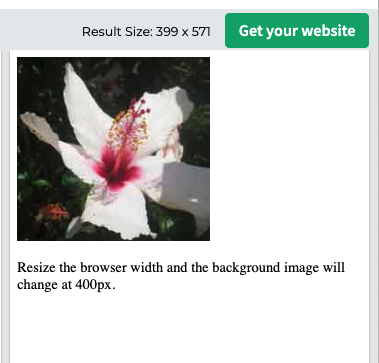 Result Size: 399 x 571
Get your website
Resize the browser width and the background image will
change at 400px.